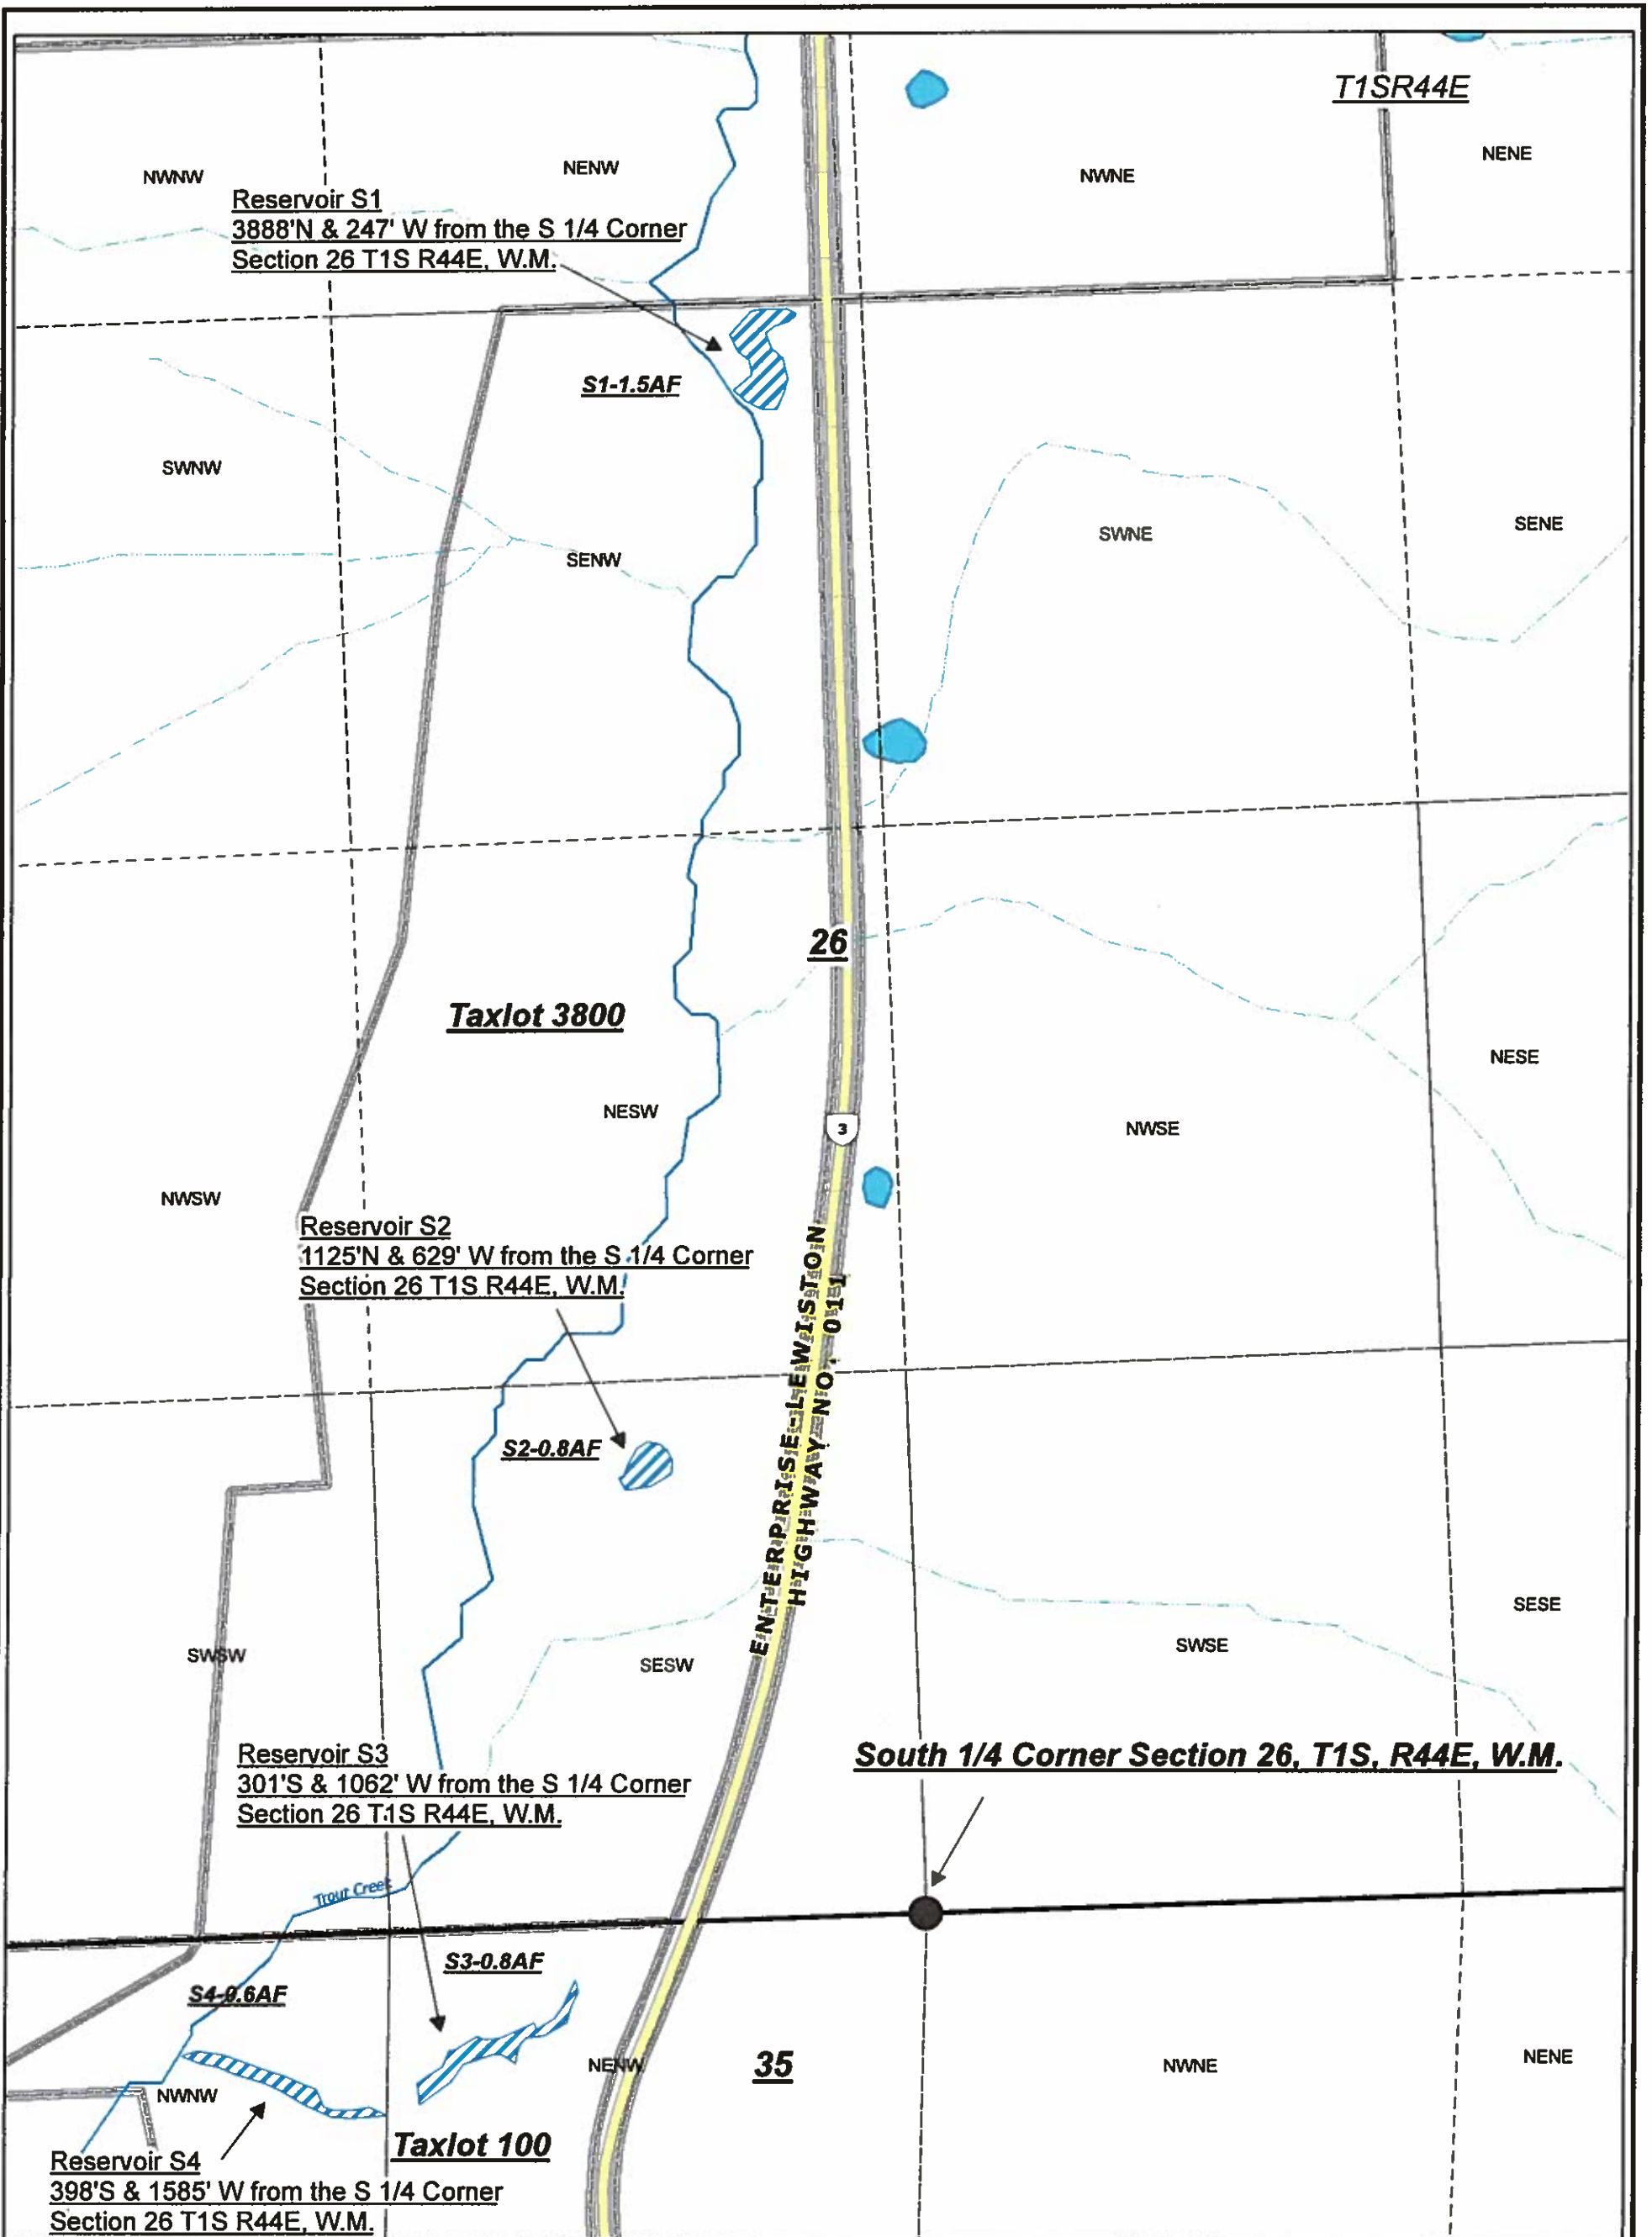 T1SR44E
NENE
NWNW
NENW
NWNE
Reservoir S1
3888'N & 247' W from the S 1/4 Corner
Section 26 T1S R44E, W.M.
S1-1.5AF
SWNW
SENW
SWNE
SENE
26
Taxlot 3800
NESW
NWSE
NESE
3
NWSW
Reservoir S2
1125'N & 629' W from the S 1/4 Corner
Section 26 T1S R44E, W.M.
ENTERPRISE-LEWISTON
HIGHWAY NO. 011
S2-0.8AF
SWSW
SESW
SWSE
SESE
Reservoir S3
301'S & 1062' W from the S 1/4 Corner
Section 26 T1S R44E, W.M.
South 1/4 Corner Section 26, T1S, R44E, W.M.
Trout Creek
S3-0.8AF
S4-0.6AF
NENW
35
NWNE
NENE
NWNW
Taxlot 100
Reservoir S4
398'S & 1585' W from the S 1/4 Corner
Section 26 T1S R44E, W.M.